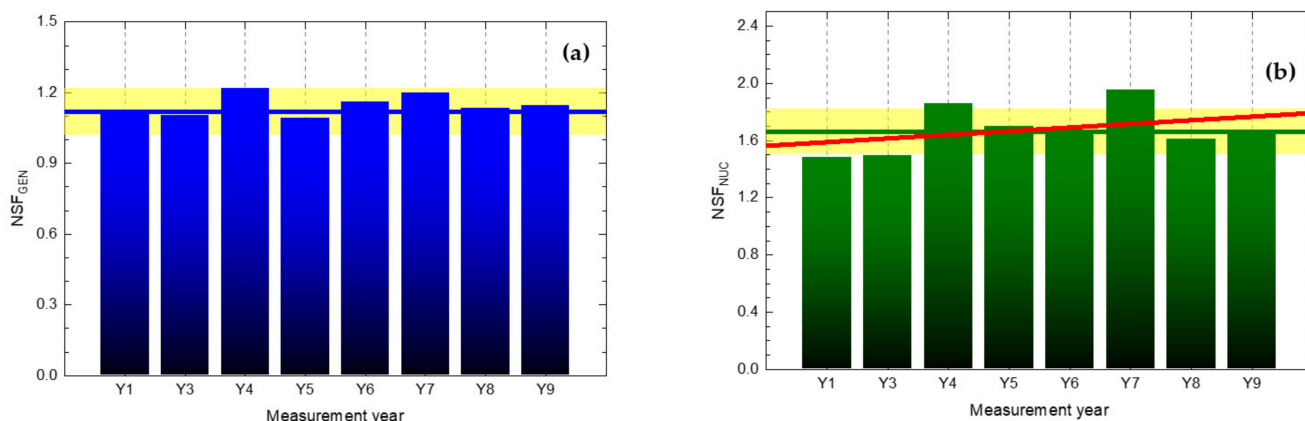 (a)
1.5
1.2
0.9
0.6
0.3
0.0
NSF_GEN
Y1 Y3 Y4 Y5 Y6 Y7 Y8 Y9
Measurement year
(b)
2.4
2.0
1.6
1.2
0.8
0.4
0.0
NSF_NUC
Y1 Y3 Y4 Y5 Y6 Y7 Y8 Y9
Measurement year